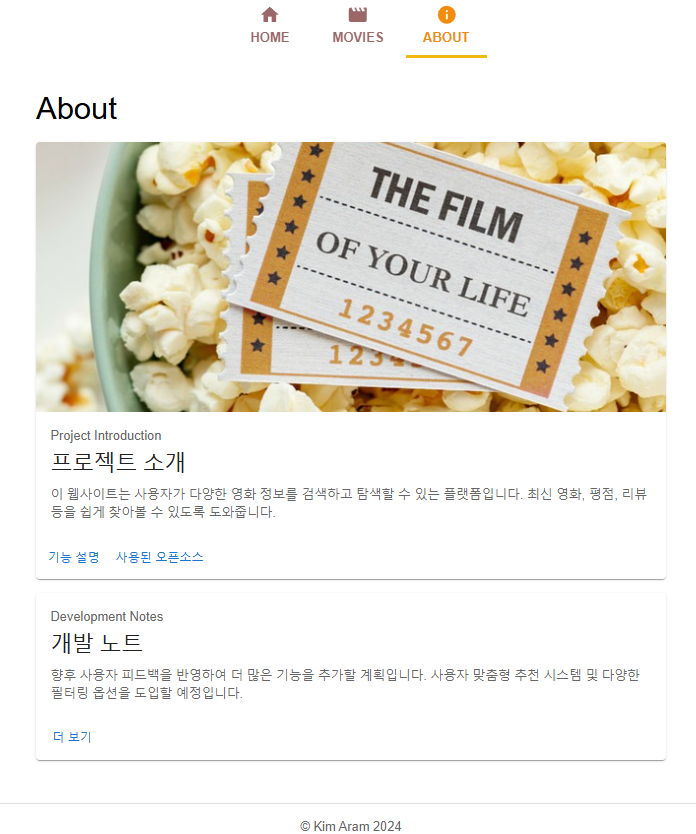 HOME MOVIES ABOUT
About
THE FILM
OF YOUR LIFE
1234567
123
Project Introduction
프로젝트 소개
이 웹사이트는 사용자가 다양한 영화 정보를 검색하고 탐색할 수 있는 플랫폼입니다. 최신 영화, 평점, 리뷰
등을 쉽게 찾아볼 수 있도록 도와줍니다.
기능 설명 사용된 오픈소스
Development Notes
개발 노트
향후 사용자 피드백을 반영하여 더 많은 기능을 추가할 계획입니다. 사용자 맞춤형 추천 시스템 및 다양한
필터링 옵션을 도입할 예정입니다.
더 보기
© Kim Aram 2024